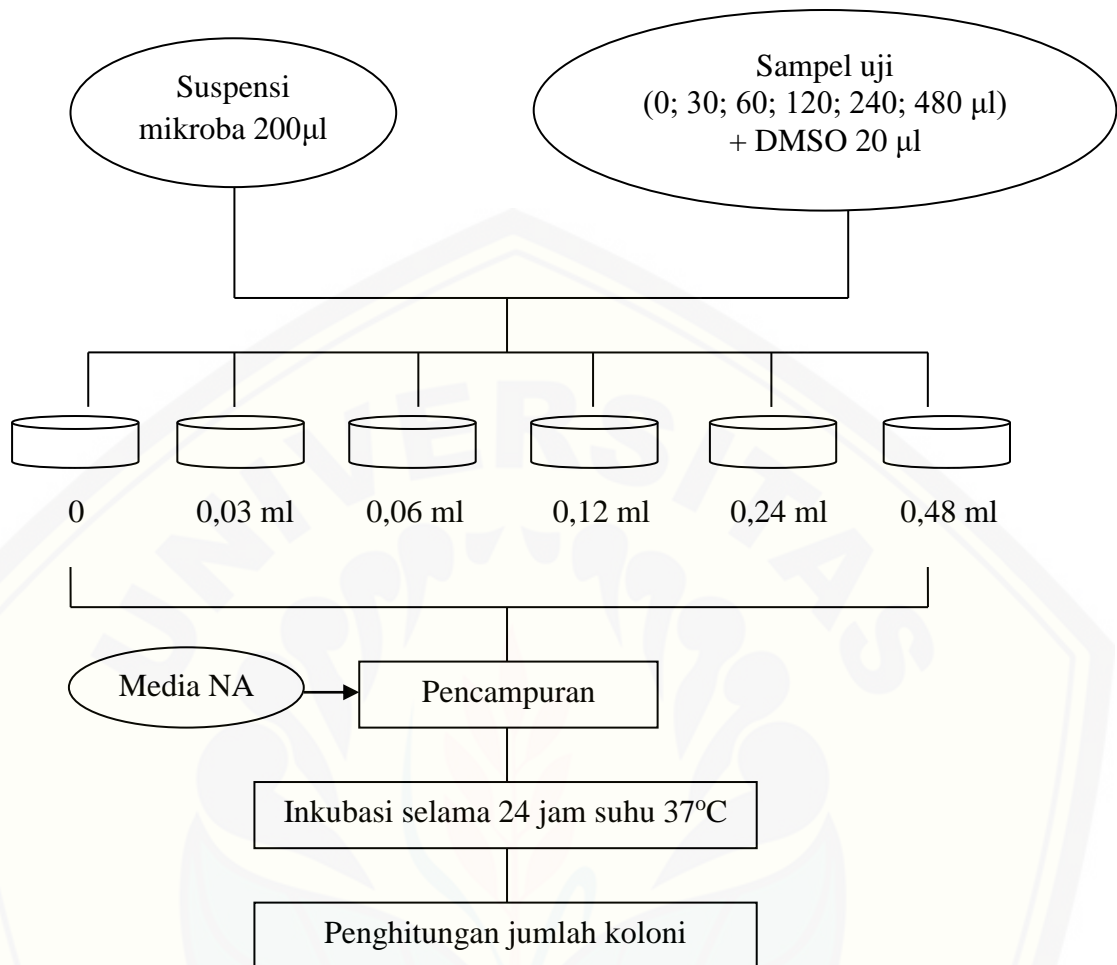 Suspensi
mikroba 200μl
Sampel uji
(0; 30; 60; 120; 240; 480 μl)
+ DMSO 20 μl
0
0,03 ml
0,06 ml
0,12 ml
0,24 ml
0,48 ml
Media NA
Pencampuran
Inkubasi selama 24 jam suhu 37°C
Penghitungan jumlah koloni
UNIVERSITAS